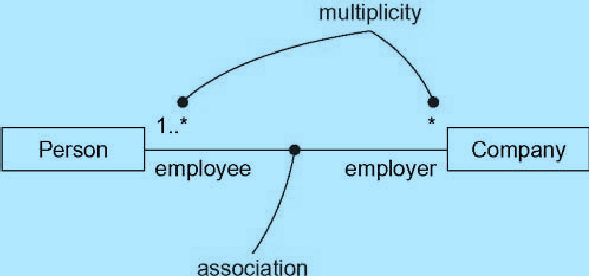 multiplicity
1..*
*
Person
Company
employee
employer
association